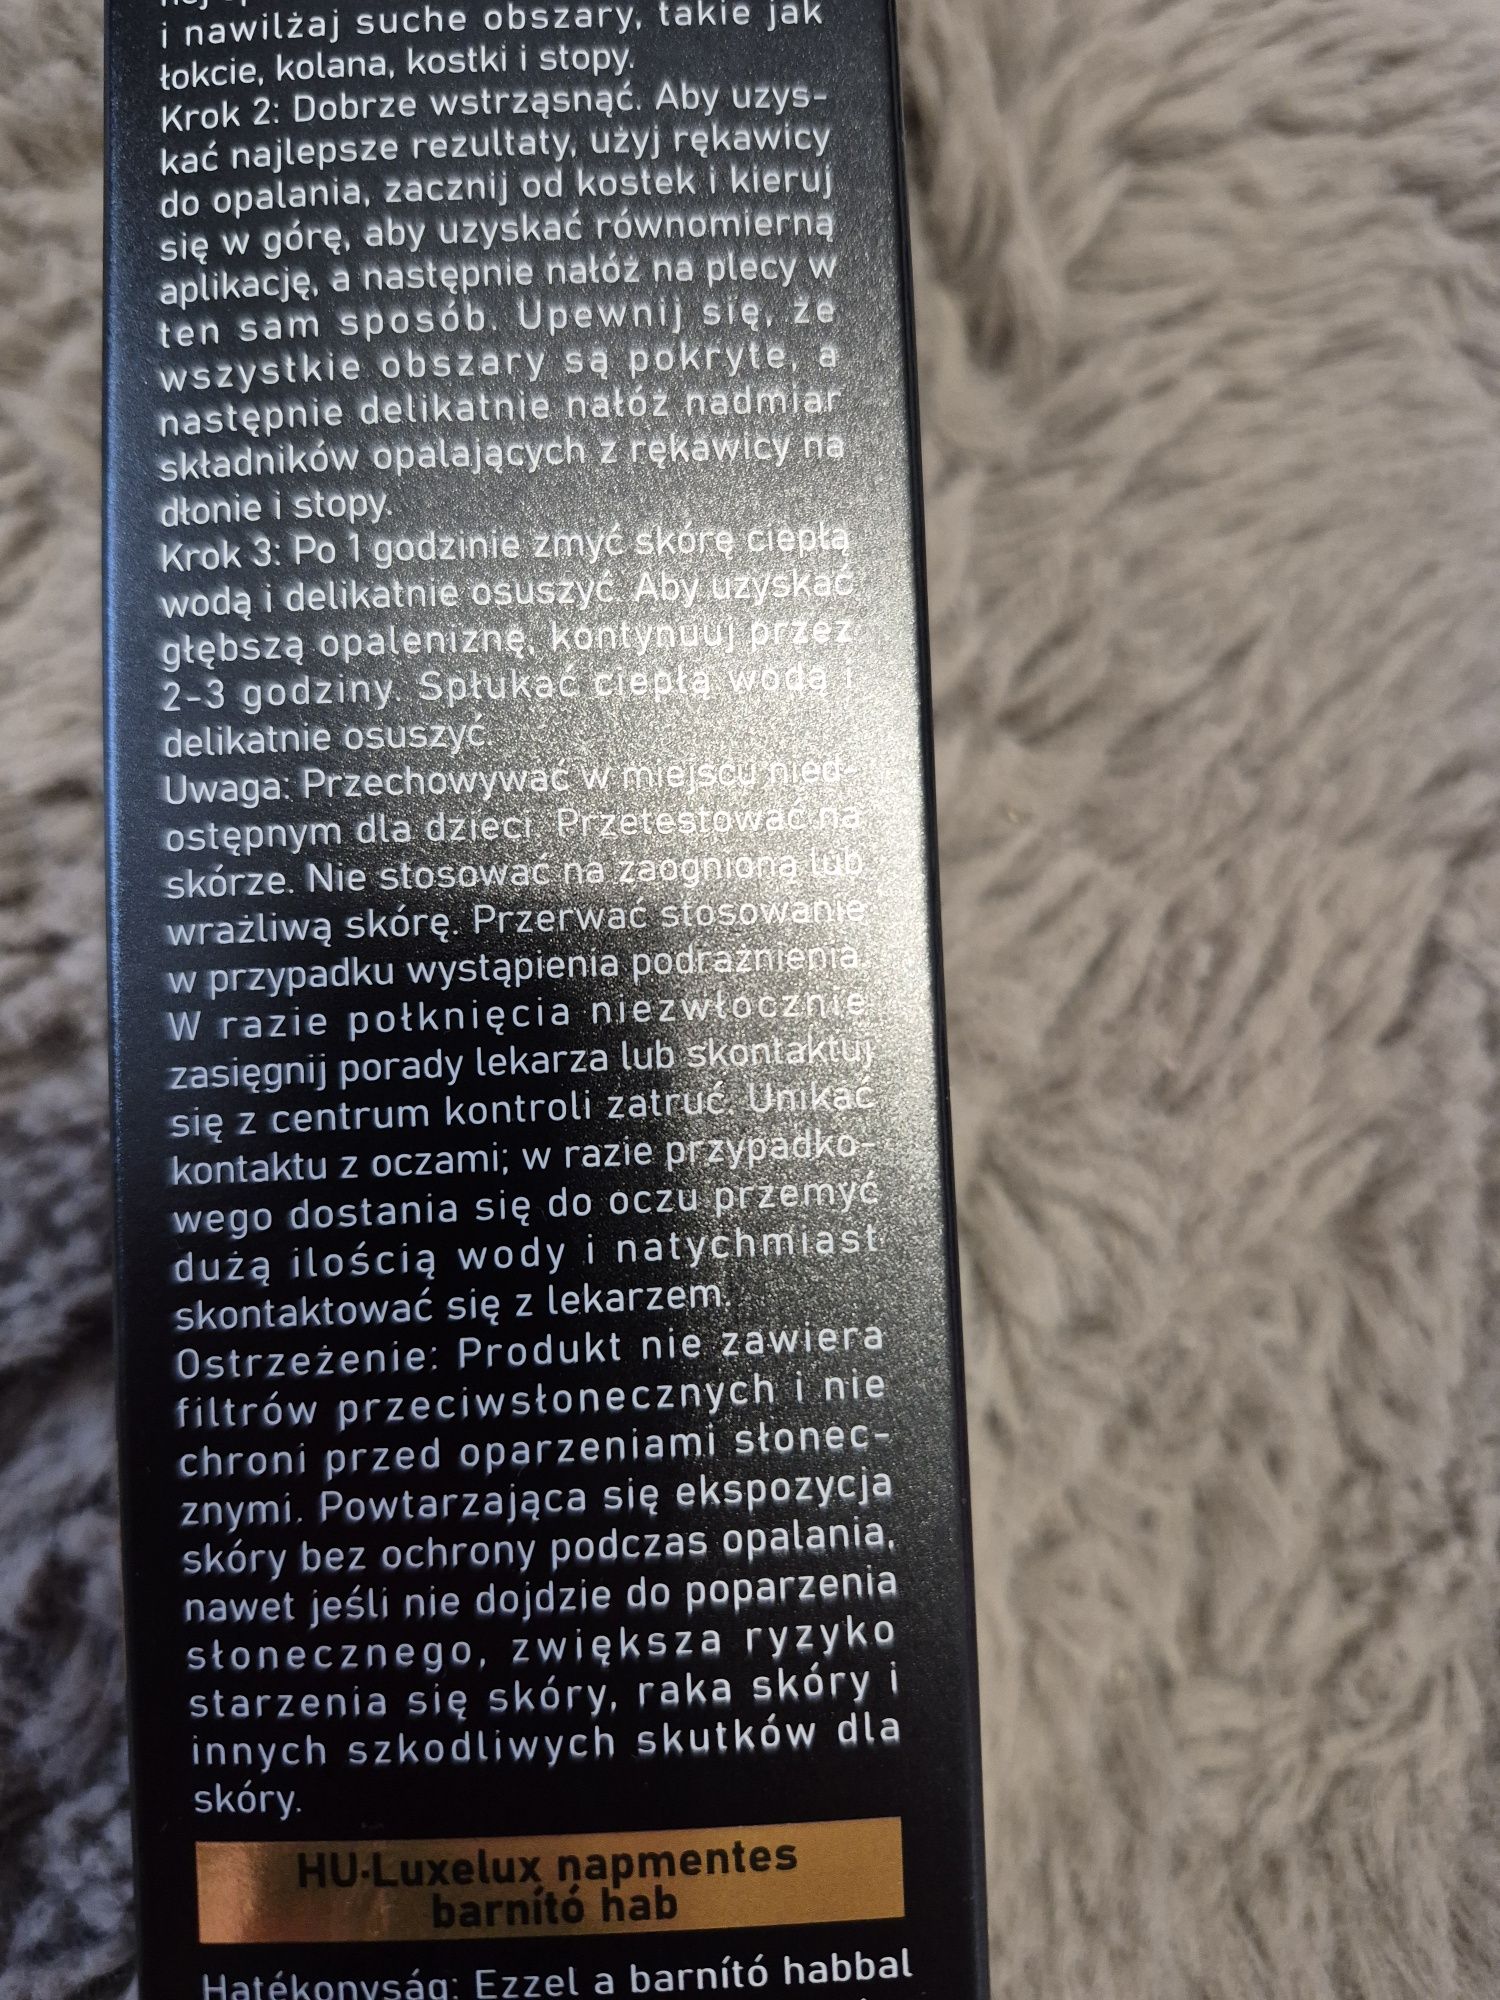 i nawilżaj suche obszary, takie jak
łokcie, kolana, kostki i stopy.
Krok 2: Dobrze wstrząsnąć. Aby uzys-
kać najlepsze rezultaty, użyj rękawicy
do opalania, zacznij od kostek i kieruj
się w górę, aby uzyskać równomierną
aplikację, a następnie nałóż na plecy w
ten sam sposób. Upewnij się, że
wszystkie obszary są pokryte, a
następnie delikatnie nałóż nadmiar
składników opalających z rękawicy na
dłonie i stopy.
Krok 3: Po 1 godzinie zmyć skórę ciepłą
wodą i delikatnie osuszyć. Aby uzyskać
głębszą opaleniznę, kontynuuj przez
2-3 godziny. Spłukać ciepłą wodą i
delikatnie osuszyć.
Uwaga: Przechowywać w miejscu nied-
ostępnym dla dzieci. Przetestować na
skórze. Nie stosować na zaognioną lub
wrażliwą skórę. Przerwać stosowanie
w przypadku wystąpienia podrażnienia.
W razie połknięcia niezwłocznie
zasięgnij porady lekarza lub skontaktuj
się z centrum kontroli zatruć. Unikać
kontaktu z oczami; w razie przypadko-
wego dostania się do oczu przemyć
dużą ilością wody i natychmiast
skontaktować się z lekarzem.
Ostrzeżenie: Produkt nie zawiera
filtrów przeciwsłonecznych i nie
chroni przed oparzeniami słonec-
znymi. Powtarzająca się ekspozycja
skóry bez ochrony podczas opalania,
nawet jeśli nie dojdzie do poparzenia
słonecznego, zwiększa ryzyko
starzenia się skóry, raka skóry i
innych szkodliwych skutków dla
skóry.
HU-Luxelux napmentes
barnító hab
Hatékonyság: Ezzel a barnító habbal